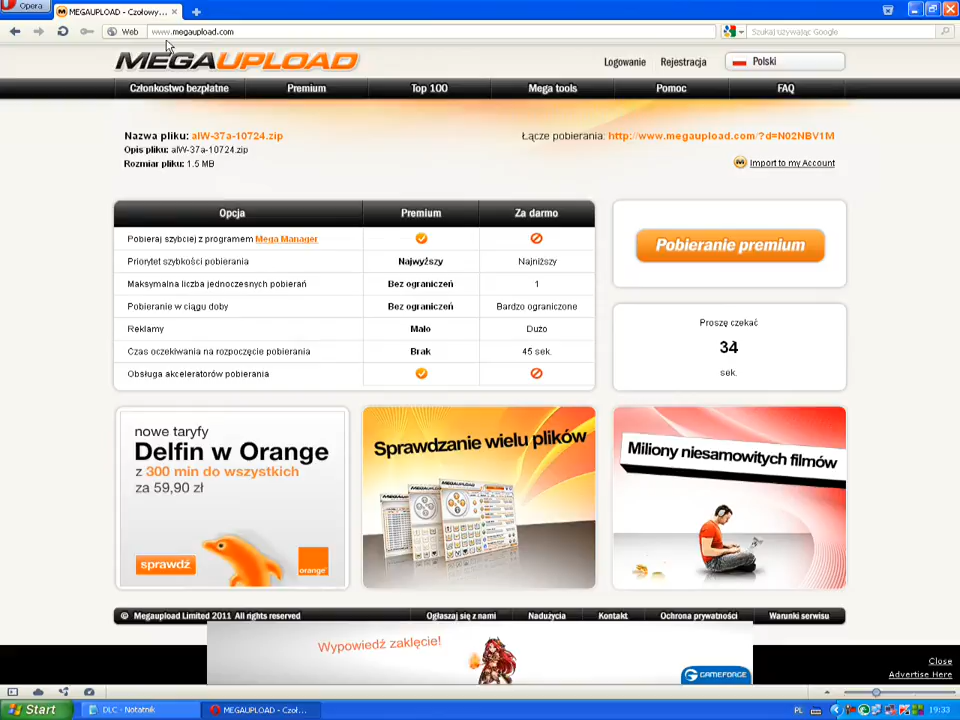 Opera
MEGAUPLOAD - Czołowy...
Web
www.megaupload.com
Szukaj używając Google
MEGAUPLOAD
Logowanie
Rejestracja
Polski
Członkostwo bezpłatne
Premium
Top 100
Mega tools
Pomoc
FAQ
Nazwa pliku: alW-37a-10724.zip
Opis pliku: alW-37a-10724.zip
Rozmiar pliku: 1.5 MB
Łącze pobierania: http://www.megaupload.com/?d=N02NBV1M
Import to my Account
Opcja Premium Za darmo
Pobieraj szybciej z programem Mega Manager
Priorytet szybkości pobierania Najwyższy Najniższy
Maksymalna liczba jednoczesnych pobierań Bez ograniczeń 1
Pobieranie w ciągu doby Bez ograniczeń Bardzo ograniczone
Reklamy Mało Dużo
Czas oczekiwania na rozpoczęcie pobierania Brak 45 sek.
Obsługa akceleratorów pobierania
Pobieranie premium
Proszę czekać
34
sek.
nowe taryfy
Delfin w Orange
z 300 min do wszystkich
za 59,90 zł
sprawdź
orange
Sprawdzanie wielu plików
MEGAUPLOAD
Miliony niesamowitych filmów
© Megaupload Limited 2011 All rights reserved
Ogłaszaj się z nami
Nadużycia
Kontakt
Ochrona prywatności
Warunki serwisu
Wypowiedź zaklęcie!
GAMEFORGE
Close
Advertise Here
Start
DLC - Notatnik
MEGAUPLOAD - Czoł...
PL
19:33